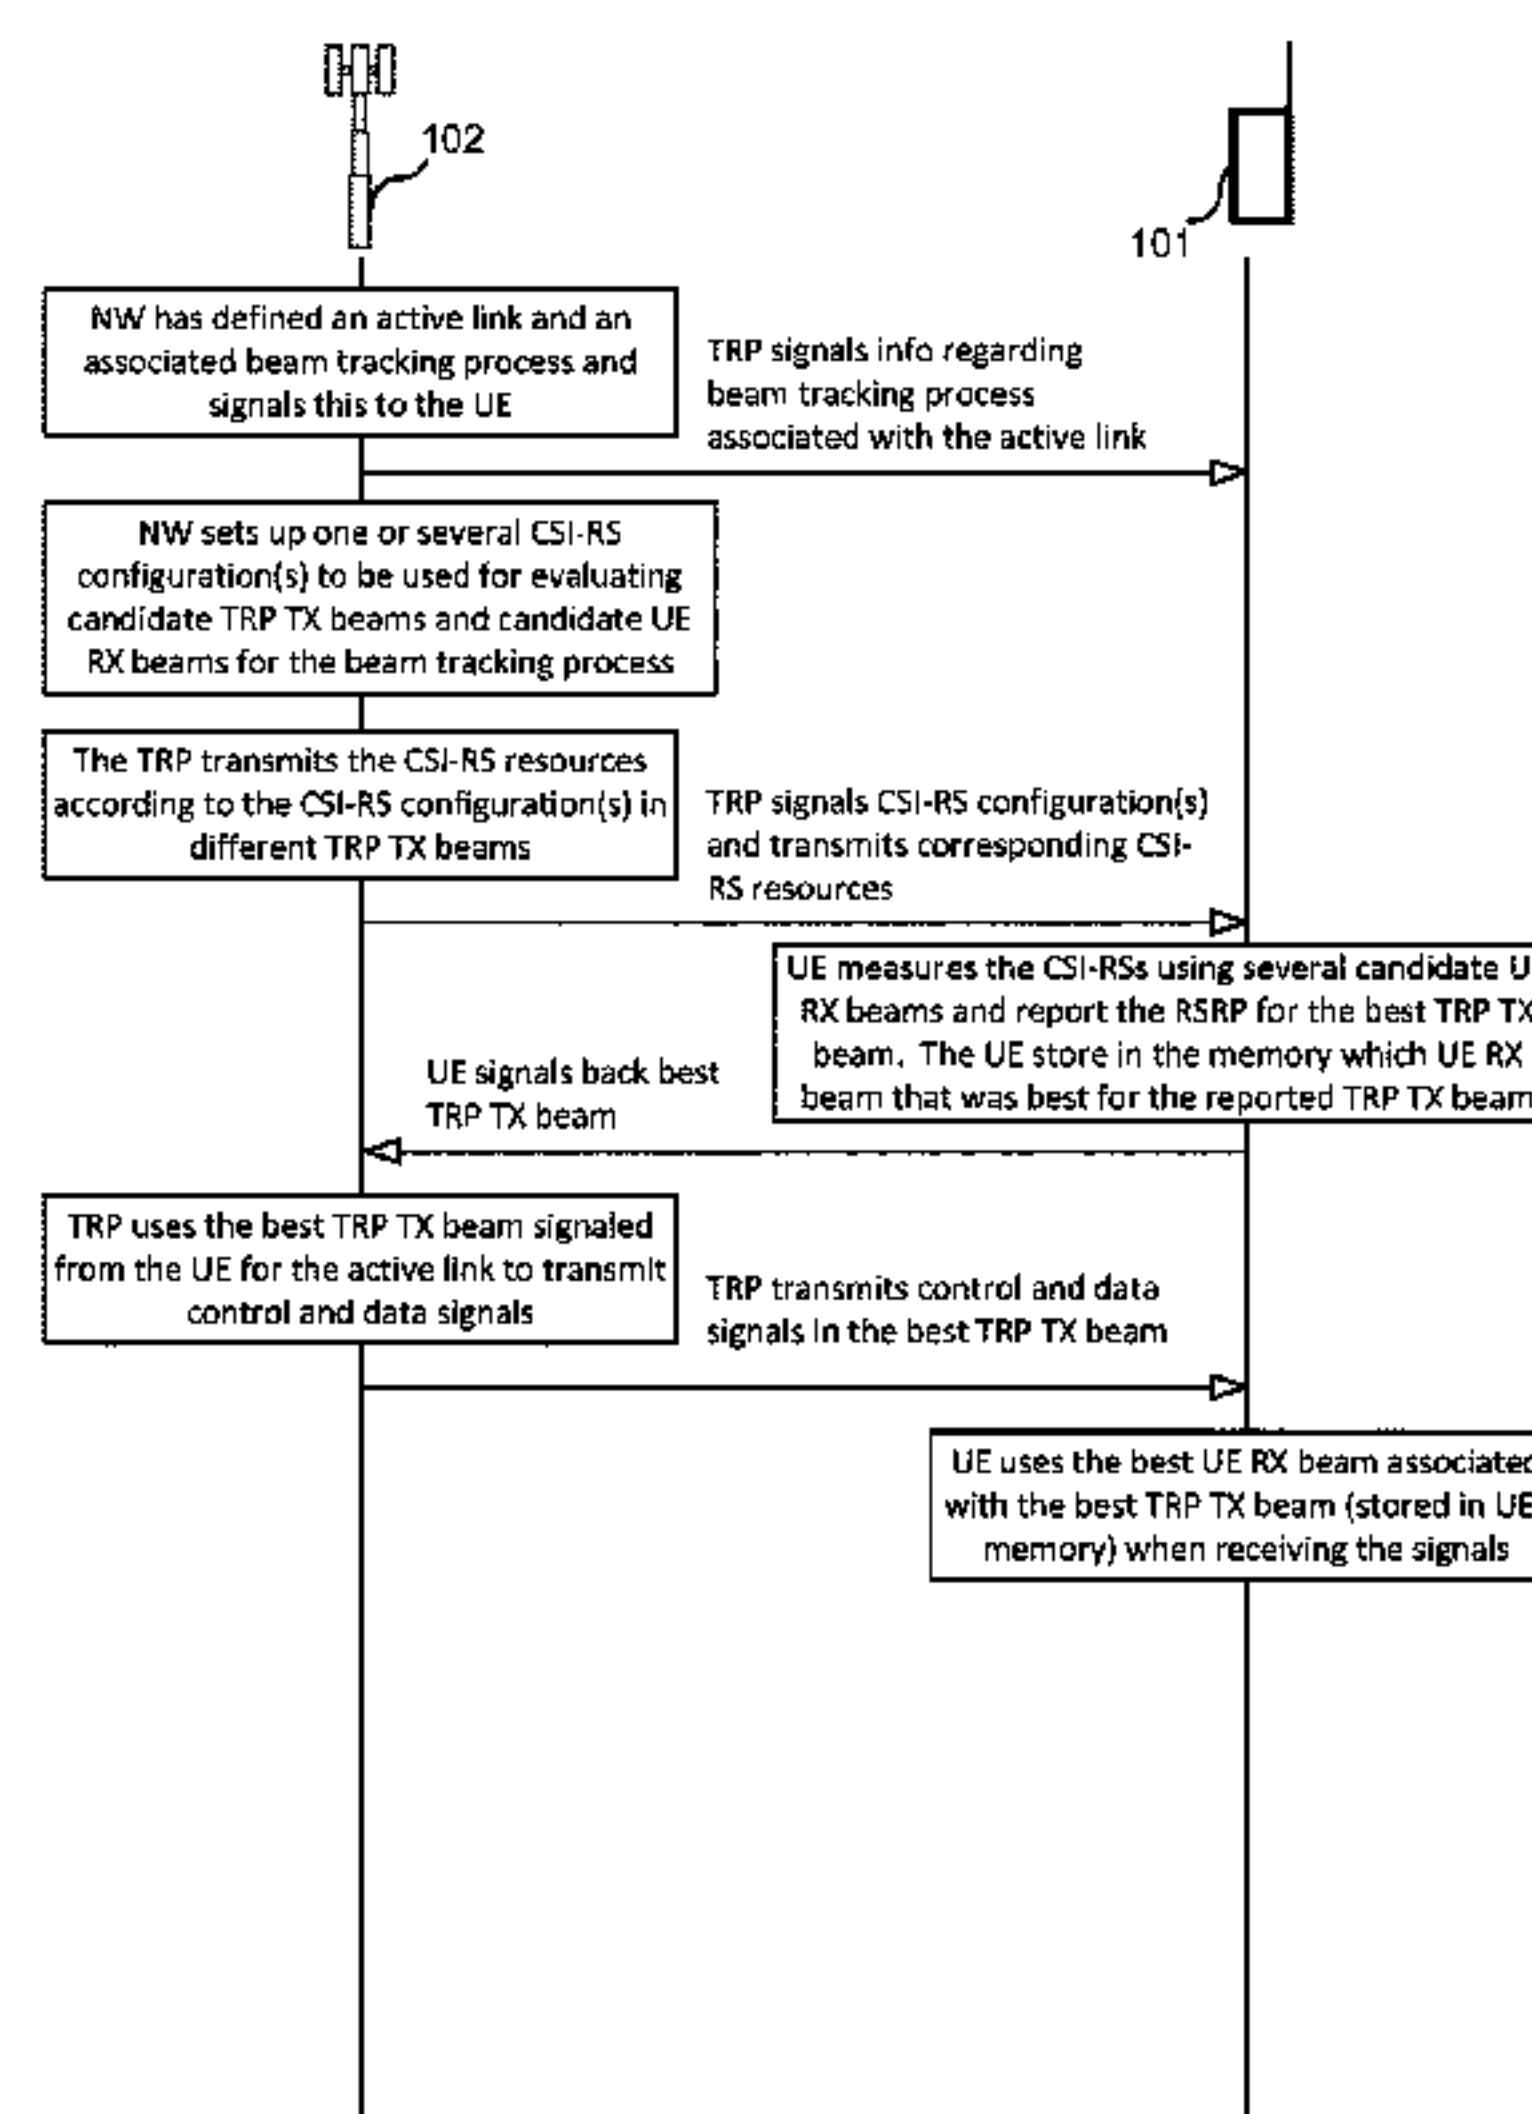 102
101
NW has defined an active link and an
associated beam tracking process and
signals this to the UE
TRP signals info regarding
beam tracking process
associated with the active link
NW sets up one or several CSI-RS
configuration(s) to be used for evaluating
candidate TRP TX beams and candidate UE
RX beams for the beam tracking process
The TRP transmits the CSI-RS resources
according to the CSI-RS configuration(s) in
different TRP TX beams
TRP signals CSI-RS configuration(s)
and transmits corresponding CSI-
RS resources
UE measures the CSI-RSs using several candidate U
RX beams and report the RSRP for the best TRP TX
beam. The UE store in the memory which UE RX
beam that was best for the reported TRP TX beam
UE signals back best
TRP TX beam
TRP uses the best TRP TX beam signaled
from the UE for the active link to transmit
control and data signals
TRP transmits control and data
signals in the best TRP TX beam
UE uses the best UE RX beam associated
with the best TRP TX beam (stored in UE
memory) when receiving the signals